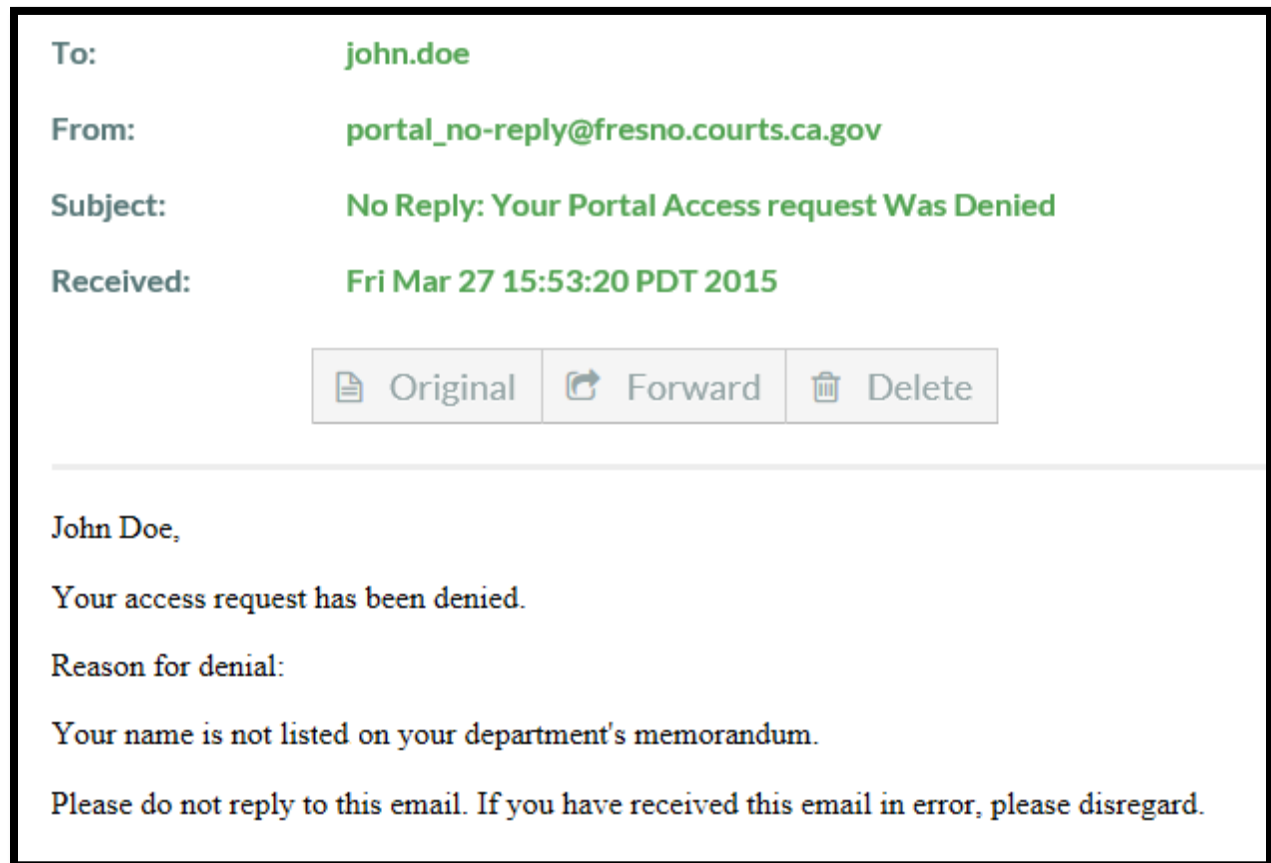 To: john.doe
From: portal_no-reply@fresno.courts.ca.gov
Subject: No Reply: Your Portal Access request Was Denied
Received: Fri Mar 27 15:53:20 PDT 2015
Original Forward Delete
John Doe,
Your access request has been denied.
Reason for denial:
Your name is not listed on your department's memorandum.
Please do not reply to this email. If you have received this email in error, please disregard.